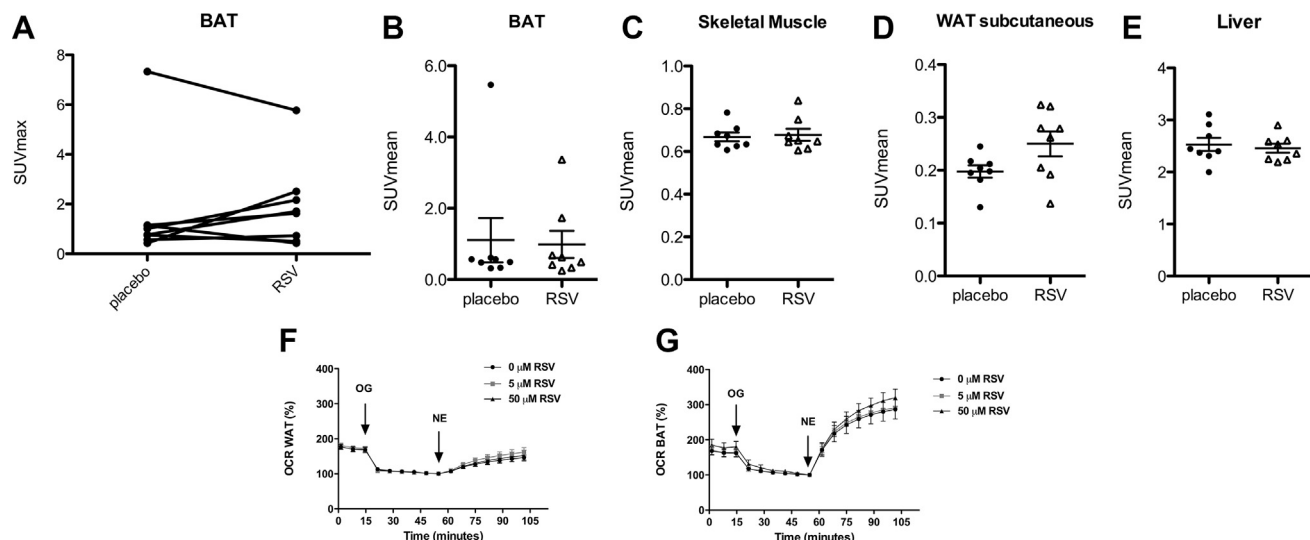 A
BAT
SUVmax
8
6
4
2
0
placebo
RSV
B
BAT
SUVmean
6.0
4.0
2.0
0.0
placebo
RSV
C
Skeletal Muscle
SUVmean
1.0
0.8
0.6
0.4
0.2
0.0
placebo
RSV
D
WAT subcutaneous
SUVmean
0.4
0.3
0.2
0.1
0.0
placebo
RSV
E
Liver
SUVmean
4
3
2
1
0
placebo
RSV
F
OCR WAT (%)
400
300
200
100
0
OG
NE
0 μM RSV
5 μM RSV
50 μM RSV
0 15 30 45 60 75 90 105
Time (minutes)
G
OCR BAT (%)
400
300
200
100
0
OG
NE
0 μM RSV
5 μM RSV
50 μM RSV
0 15 30 45 60 75 90 105
Time (minutes)